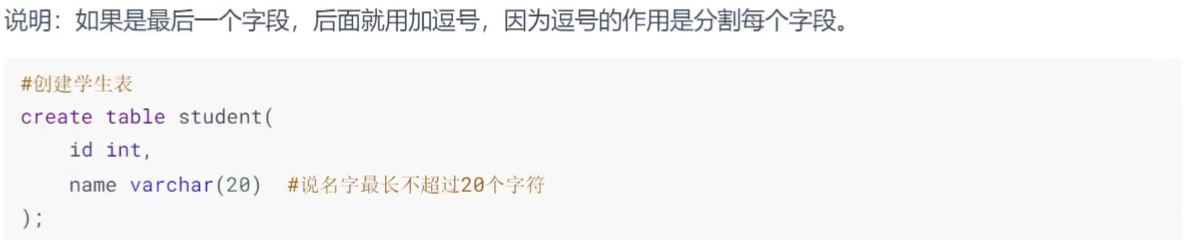 说明：如果是最后一个字段，后面就用加逗号，因为逗号的作用是分割每个字段。
#创建学生表
create table student(
    id int,
    name varchar(20)  #说名字最长不超过20个字符
);